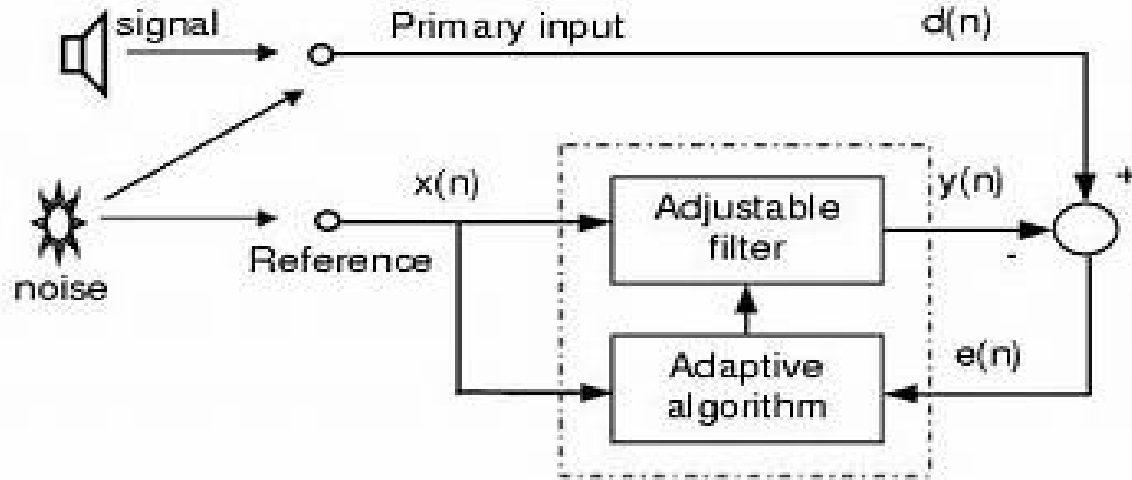 signal
Primary input
d(n)
+
x(n)
y(n)
Adjustable
filter
Reference
-
noise
e(n)
Adaptive
algorithm